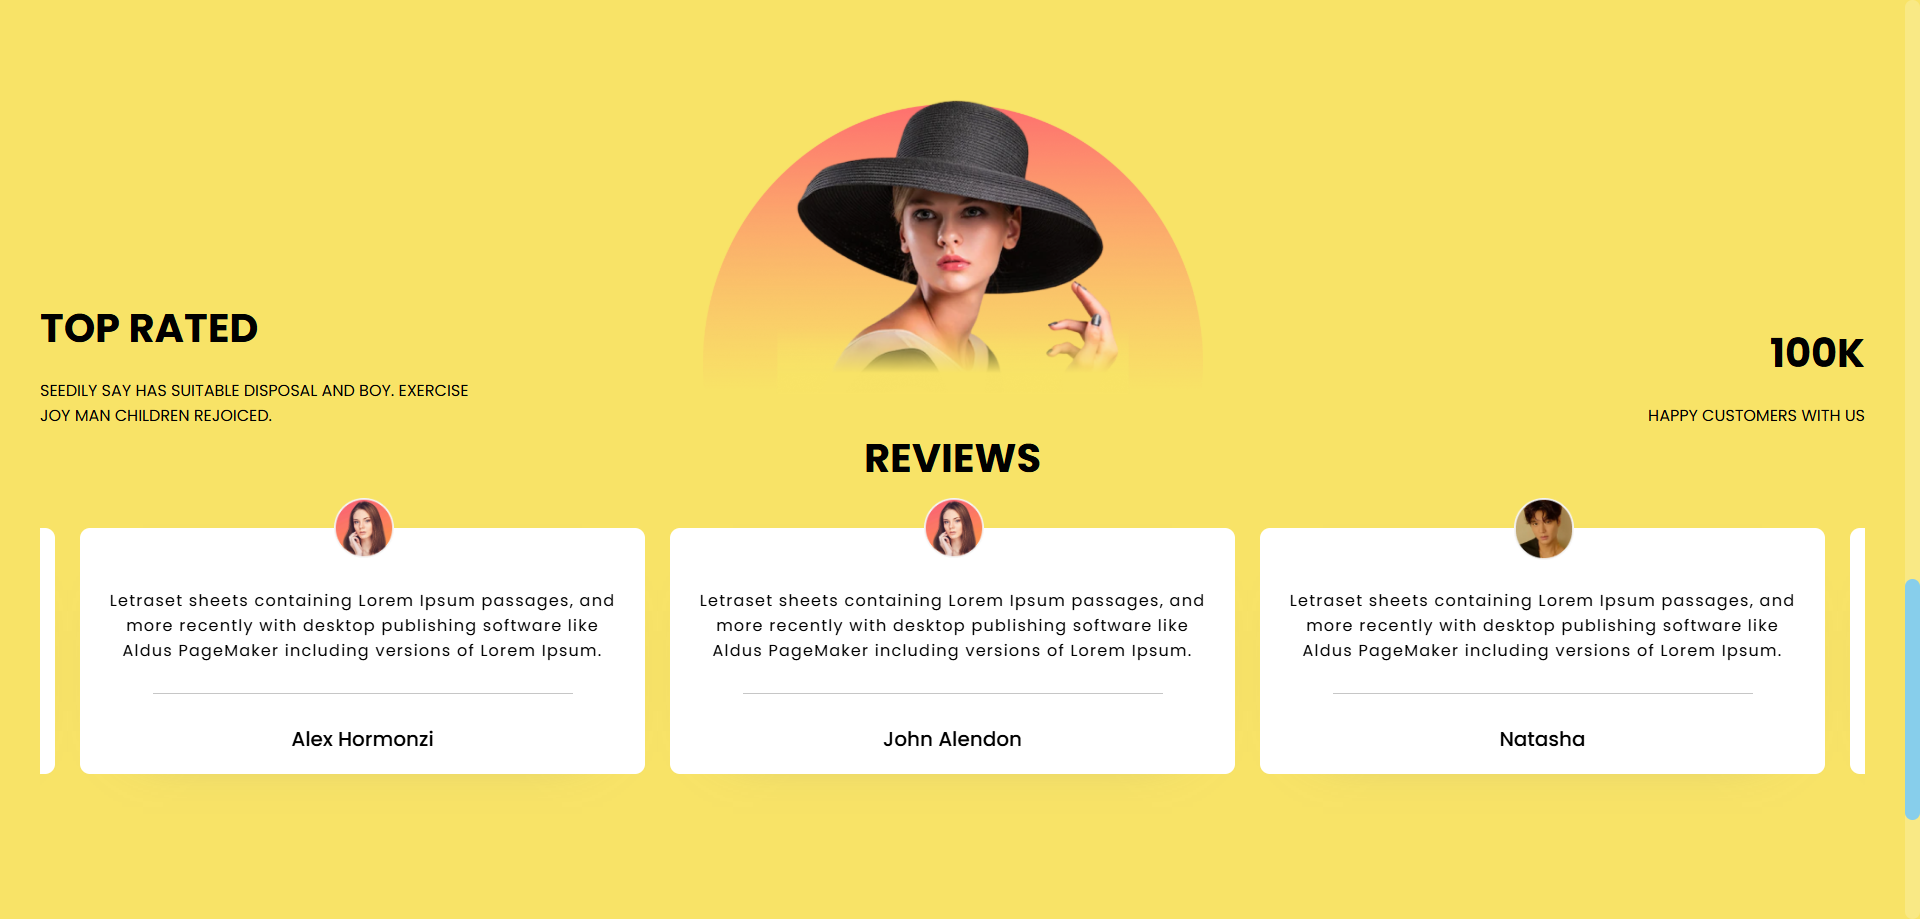 TOP RATED
SEEDILY SAY HAS SUITABLE DISPOSAL AND BOY. EXERCISE
JOY MAN CHILDREN REJOICED.
100K
HAPPY CUSTOMERS WITH US
REVIEWS
Letraset sheets containing Lorem Ipsum passages, and
more recently with desktop publishing software like
Aldus PageMaker including versions of Lorem Ipsum.
Alex Hormonzi
Letraset sheets containing Lorem Ipsum passages, and
more recently with desktop publishing software like
Aldus PageMaker including versions of Lorem Ipsum.
John Alendon
Letraset sheets containing Lorem Ipsum passages, and
more recently with desktop publishing software like
Aldus PageMaker including versions of Lorem Ipsum.
Natasha